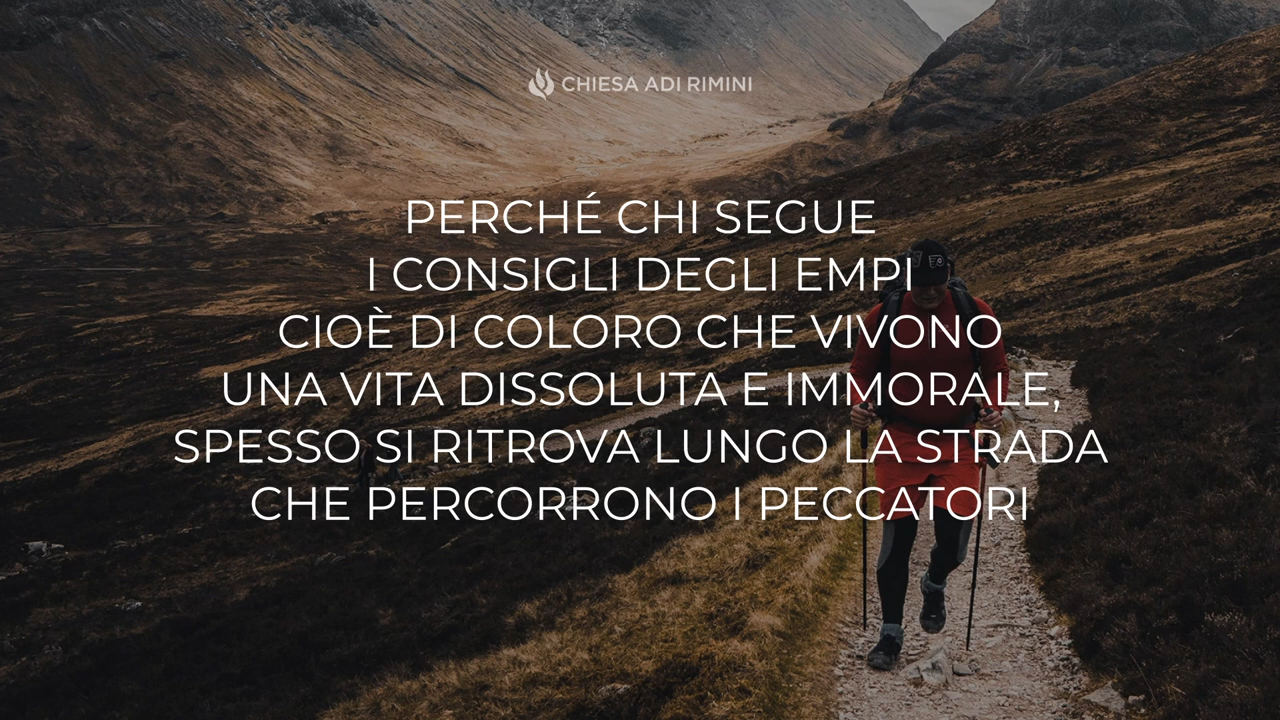 CHIESA ADI RIMINI
PERCHÉ CHI SEGUE
I CONSIGLI DEGLI EMPI
CIOÈ DI COLORO CHE VIVONO
UNA VITA DISSOLUTA E IMMORALE,
SPESSO SI RITROVA LUNGO LA STRADA
CHE PERCORRONO I PECCATORI